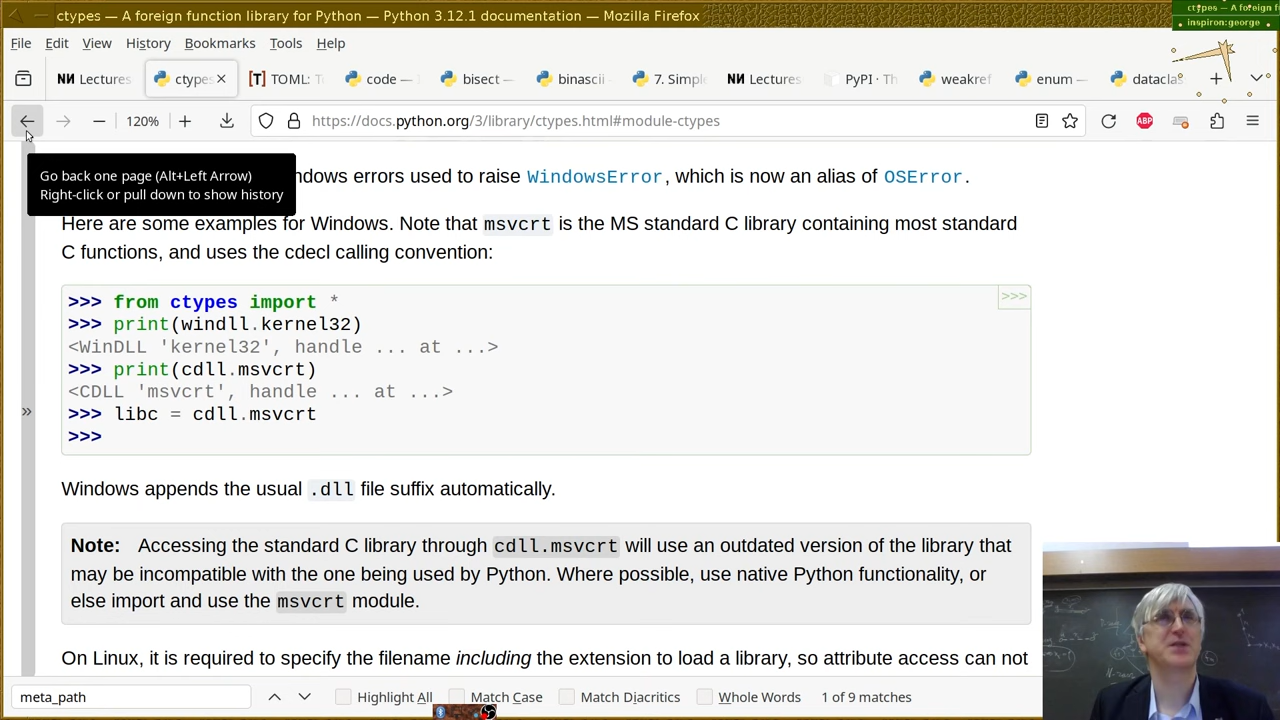 ctypes — A foreign function library for Python — Python 3.12.1 documentation — Mozilla Firefox
ctypes — A foreign f
inspiron:george
File Edit View History Bookmarks Tools Help
Lectures ctypes TOML: T code — bisect — binascii 7. Simpl Lectures PyPI · Th weakref enum — dataclas
120% https://docs.python.org/3/library/ctypes.html#module-ctypes ABP
Go back one page (Alt+Left Arrow)
Right-click or pull down to show history
ndows errors used to raise WindowsError, which is now an alias of OSError.
Here are some examples for Windows. Note that msvcrt is the MS standard C library containing most standard
C functions, and uses the cdecl calling convention:
>>> from ctypes import *
>>>
>>> print(windll.kernel32)
<WinDLL 'kernel32', handle ... at ...>
>>> print(cdll.msvcrt)
<CDLL 'msvcrt', handle ... at ...>
>>> libc = cdll.msvcrt
>>>
Windows appends the usual .dll file suffix automatically.
Note: Accessing the standard C library through cdll.msvcrt will use an outdated version of the library that
may be incompatible with the one being used by Python. Where possible, use native Python functionality, or
else import and use the msvcrt module.
On Linux, it is required to specify the filename including the extension to load a library, so attribute access can not
meta_path Highlight All Match Case Match Diacritics Whole Words 1 of 9 matches